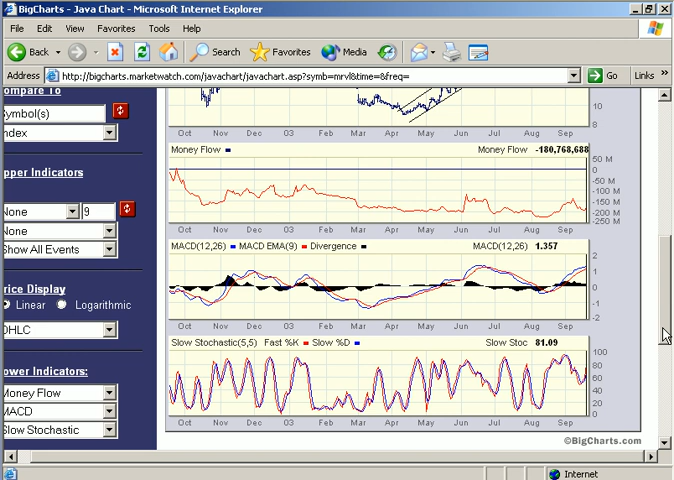 BigCharts - Java Chart - Microsoft Internet Explorer
File Edit View Favorites Tools Help
Back Search Favorites Media
Address http://bigcharts.marketwatch.com/javachart/javachart.asp?symb=mrvl&time=8&freq= Go Links »
ompare To
ymbol(s)
ndex
pper Indicators
None 9
None
Show All Events
Price Display
Linear Logarithmic
OHLC
ower Indicators:
Money Flow
MACD
Slow Stochastic
10
8
Oct Nov Dec 03 Feb Mar Apr May Jun Jul Aug Sep
Money Flow Money Flow -180,768,688
50 M
0
-50 M
-100 M
-150 M
-200 M
-250 M
Oct Nov Dec 03 Feb Mar Apr May Jun Jul Aug Sep
MACD(12,26) MACD EMA(9) Divergence MACD(12,26) 1.357
2
1
0
-1
-2
Oct Nov Dec 03 Feb Mar Apr May Jun Jul Aug Sep
Slow Stochastic(5,5) Fast %K Slow %D Slow Stoc 81.09
100
80
60
40
20
0
Oct Nov Dec 03 Feb Mar Apr May Jun Jul Aug Sep
©BigCharts.com
Internet